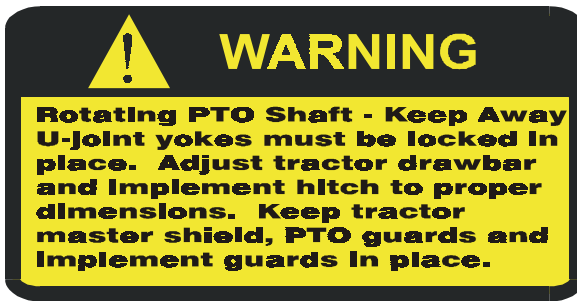 WARNING
Rotating PTO Shaft - Keep Away
U-joint yokes must be locked in
place.  Adjust tractor drawbar
and implement hitch to proper
dimensions.  Keep tractor
master shield, PTO guards and
implement guards in place.